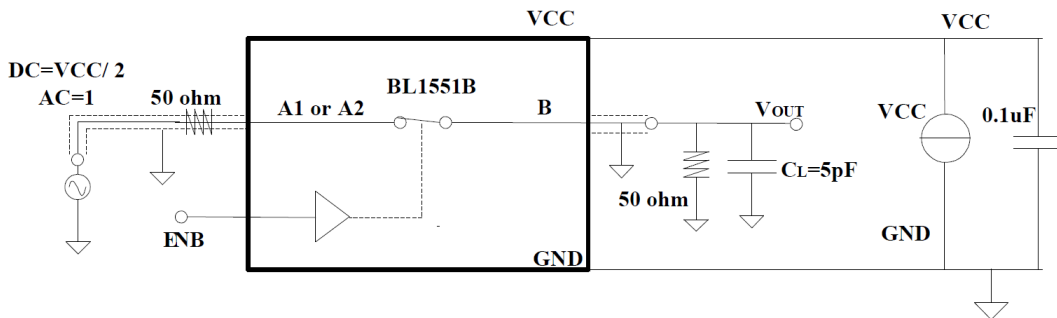 VCC
VCC
DC=VCC/ 2
AC=1
50 ohm
BL1551B
A1 or A2
B
VOUT
VCC
0.1uF
CL=5pF
50 ohm
ENB
GND
GND